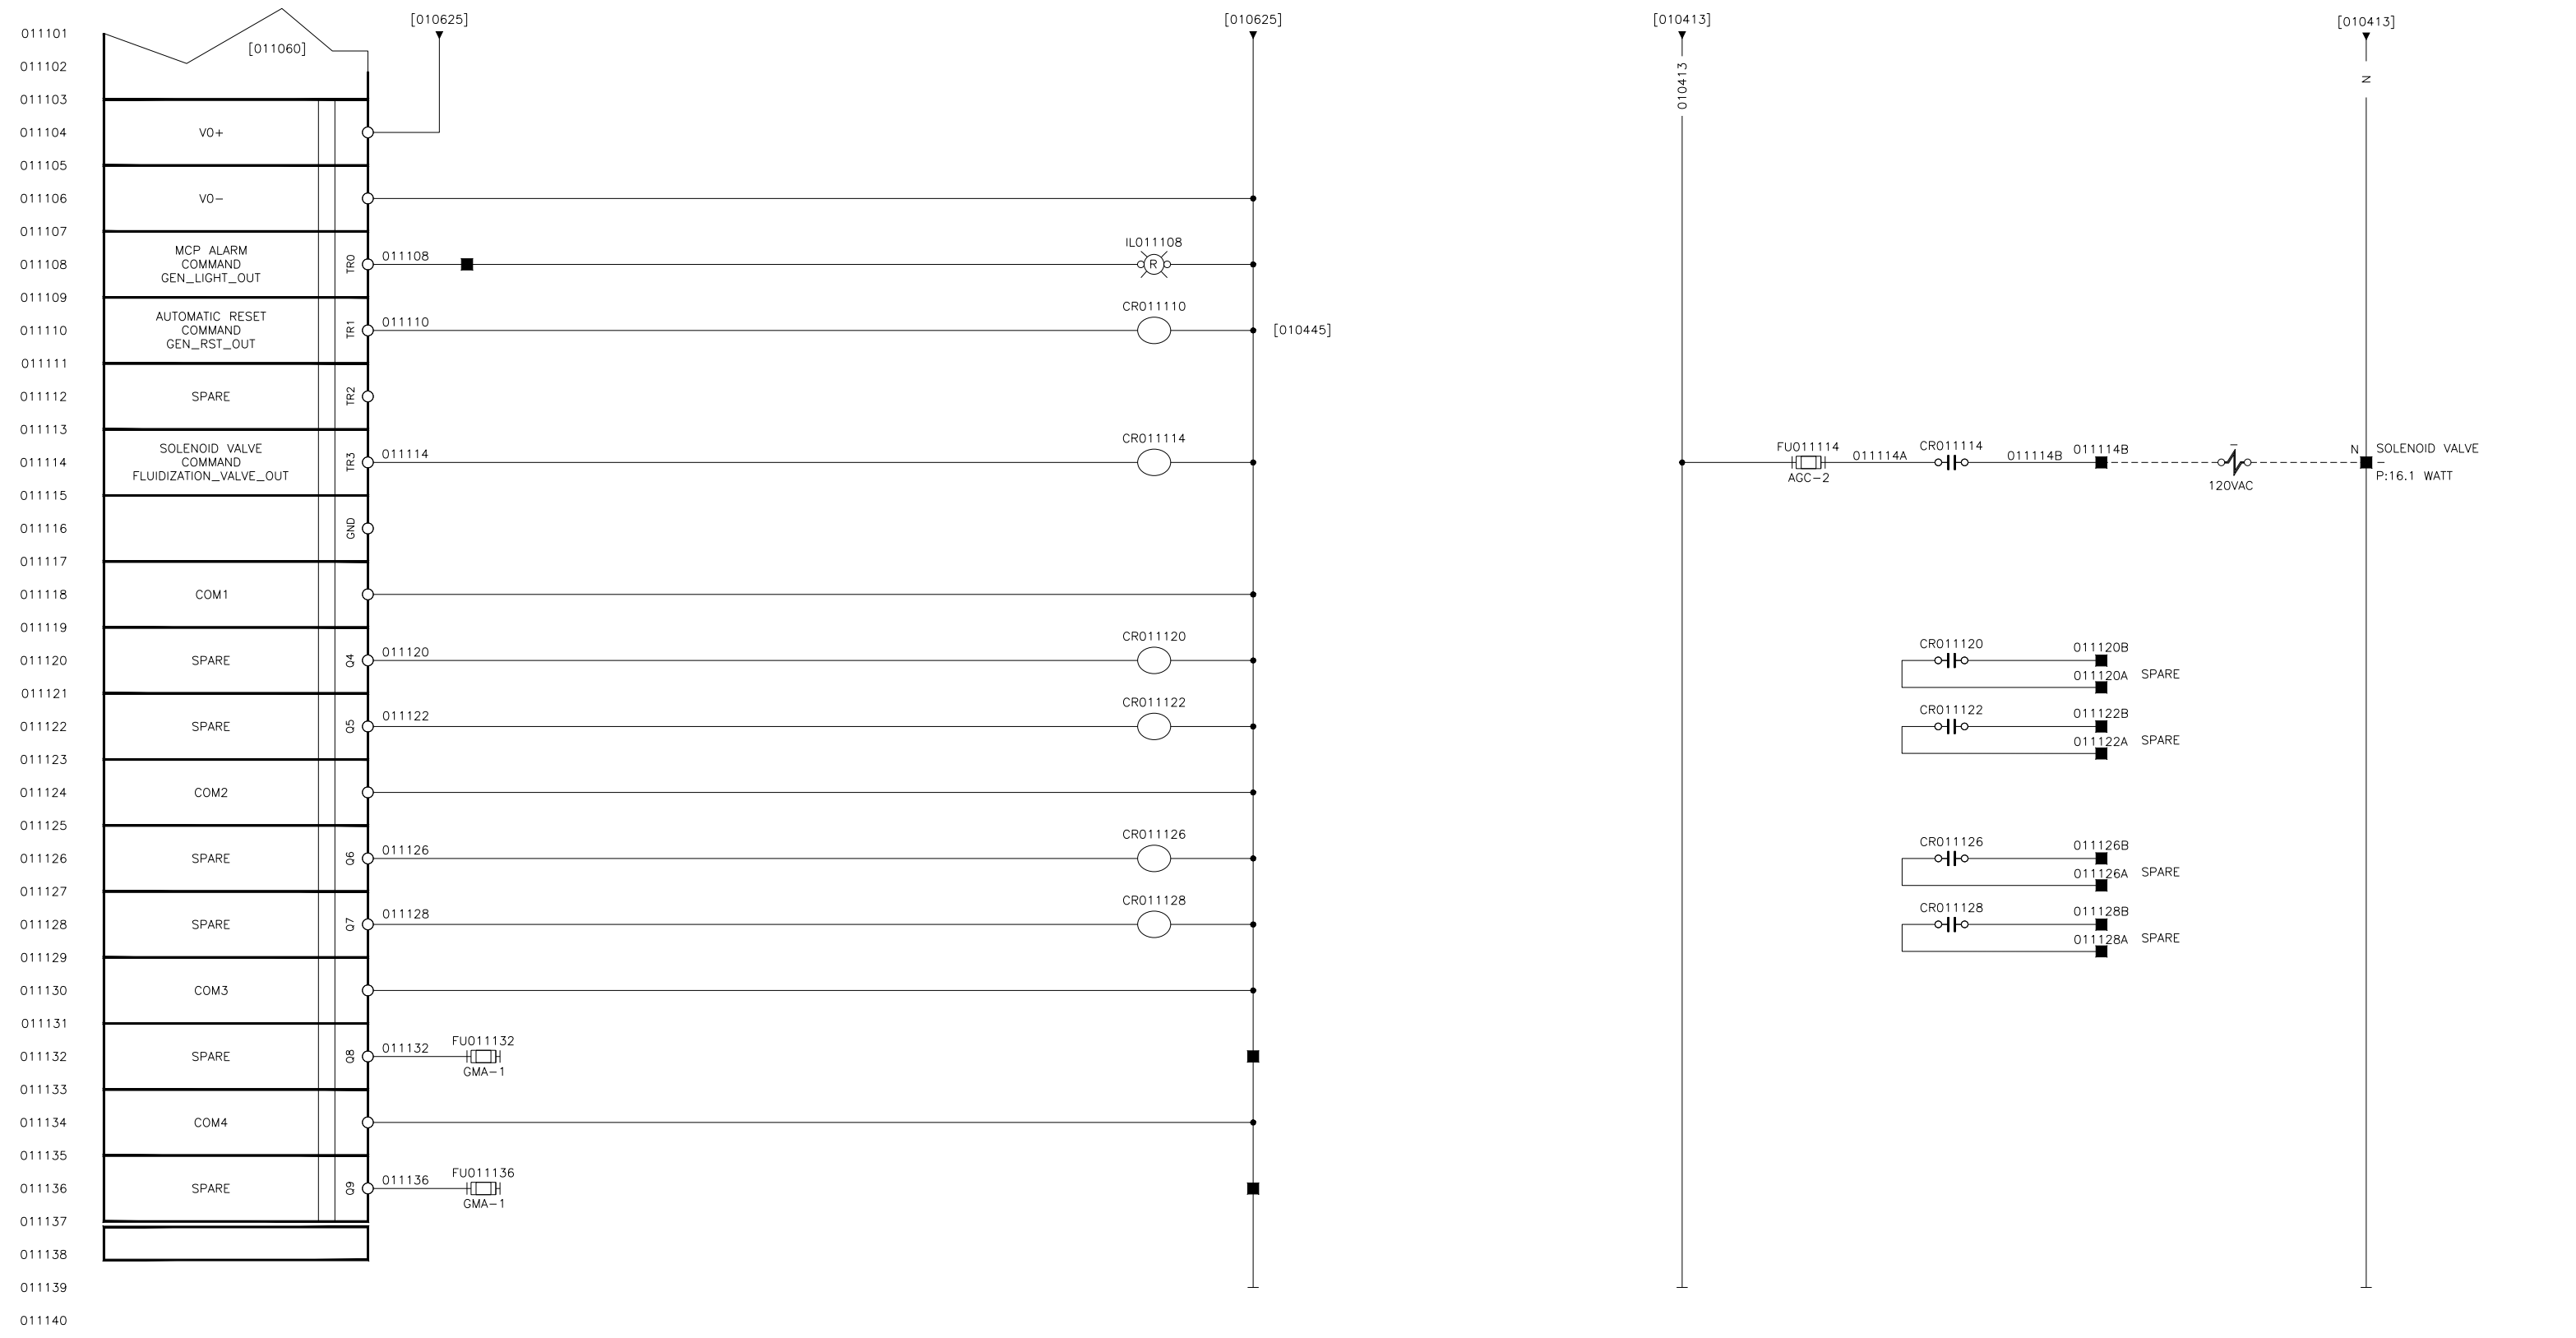 [010625]
[010625]
[010413]
[010413]
011101
[011060]
011102
010413
N
011103
011104
V0+
011105
011106
V0-
011107
MCP ALARM
COMMAND
GEN_LIGHT_OUT
011108
TR0
011108
IL011108
R
011109
AUTOMATIC RESET
COMMAND
GEN_RST_OUT
011110
TR1
011110
CR011110
[010445]
011111
011112
SPARE
TR2
011113
SOLENOID VALVE
COMMAND
FLUIDIZATION_VALVE_OUT
011114
TR3
011114
CR011114
FU011114
AGC-2
011114A
CR011114
011114B
011114B
-
120VAC
N
SOLENOID VALVE
-
P:16.1 WATT
011115
011116
GND
011117
011118
COM1
011119
011120
SPARE
Q4
011120
CR011120
CR011120
011120B
011120A
SPARE
011121
011122
SPARE
Q5
011122
CR011122
CR011122
011122B
011122A
SPARE
011123
011124
COM2
011125
011126
SPARE
Q6
011126
CR011126
CR011126
011126B
011126A
SPARE
011127
011128
SPARE
Q7
011128
CR011128
CR011128
011128B
011128A
SPARE
011129
011130
COM3
011131
011132
SPARE
Q8
011132
FU011132
GMA-1
011133
011134
COM4
011135
011136
SPARE
Q9
011136
FU011136
GMA-1
011137
011138
011139
011140